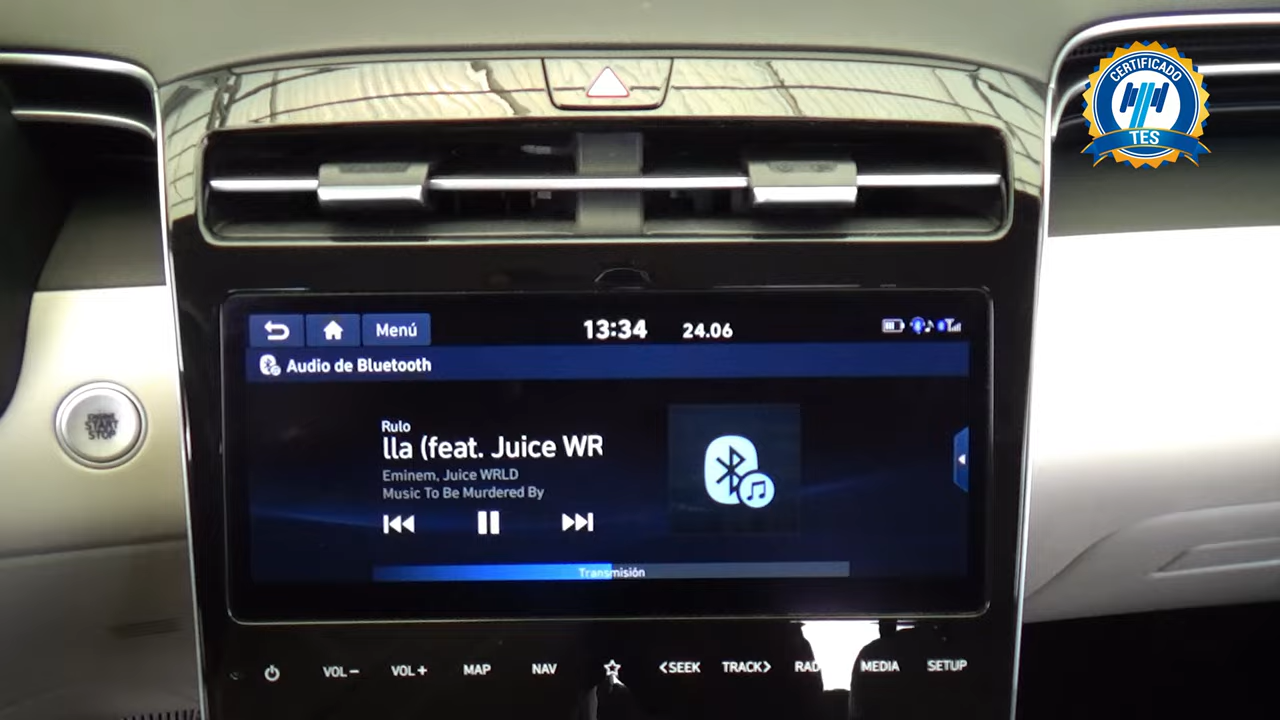 CERTIFICADO
TES
Menú
13:34
24.06
Audio de Bluetooth
ENGINE
START
STOP
Rulo
lla (feat. Juice WR
Eminem, Juice WRLD
Music To Be Murdered By
Transmisión
VOL−
VOL+
MAP
NAV
<SEEK
TRACK>
RAD
MEDIA
SETUP